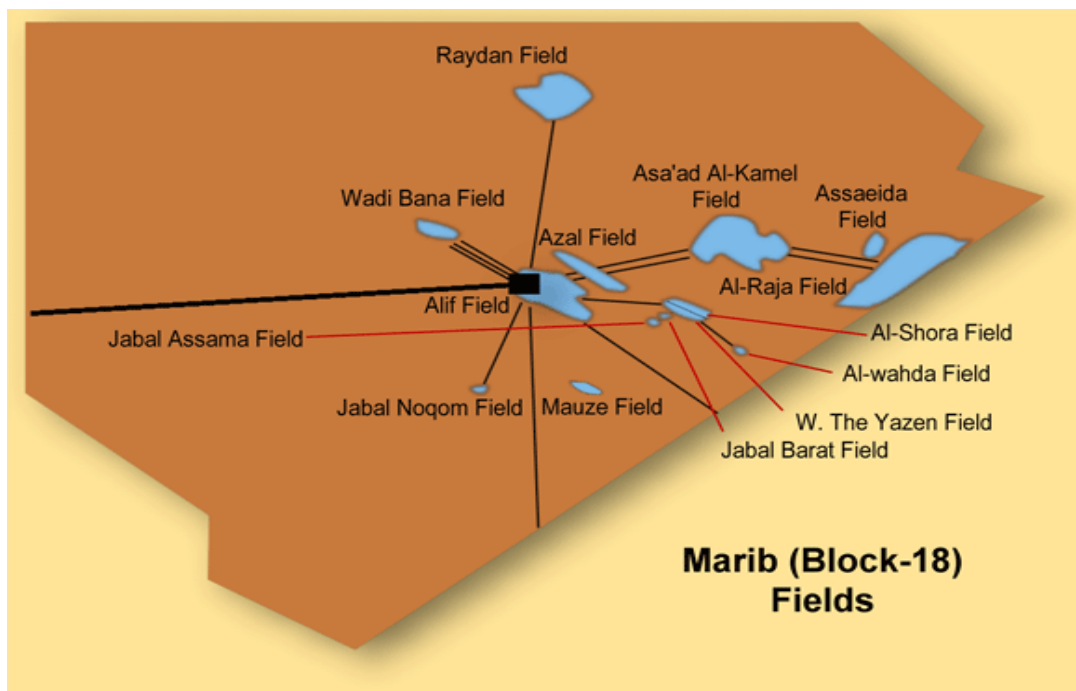 Raydan Field
Asa'ad Al-Kamel
Field
Assaeida
Field
Wadi Bana Field
Azal Field
Al-Raja Field
Alif Field
Jabal Assama Field
Al-Shora Field
Al-wahda Field
Jabal Noqom Field
Mauze Field
W. The Yazen Field
Jabal Barat Field
Marib (Block-18)
Fields